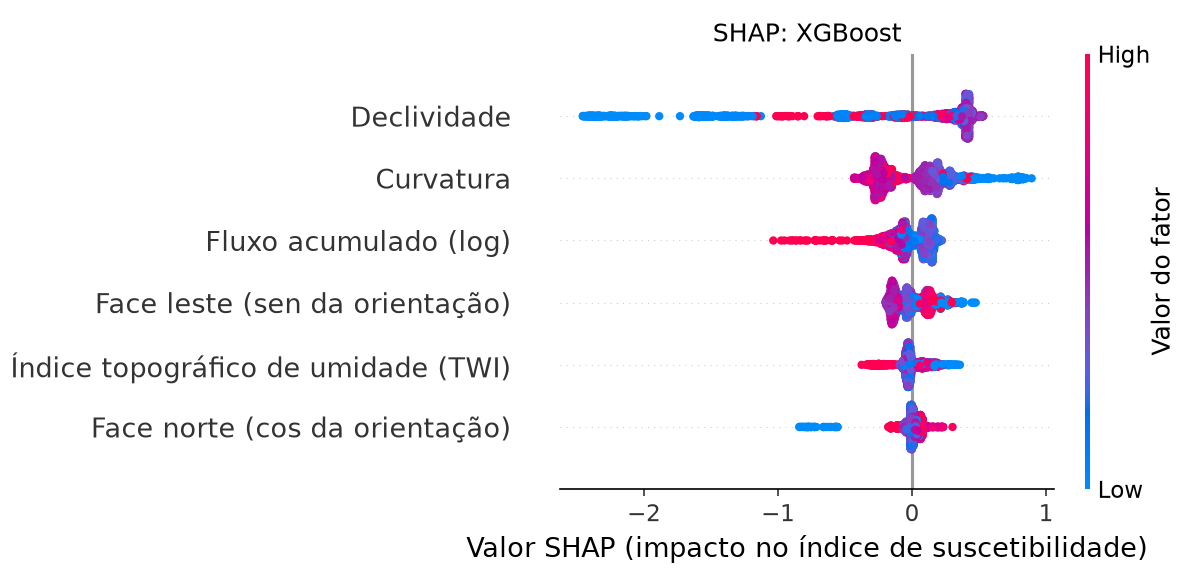 SHAP: XGBoost
High
Declividade
Curvatura
Fluxo acumulado (log)
Face leste (sen da orientação)
Índice topográfico de umidade (TWI)
Face norte (cos da orientação)
Valor do fator
Low
−2
−1
0
1
Valor SHAP (impacto no índice de suscetibilidade)